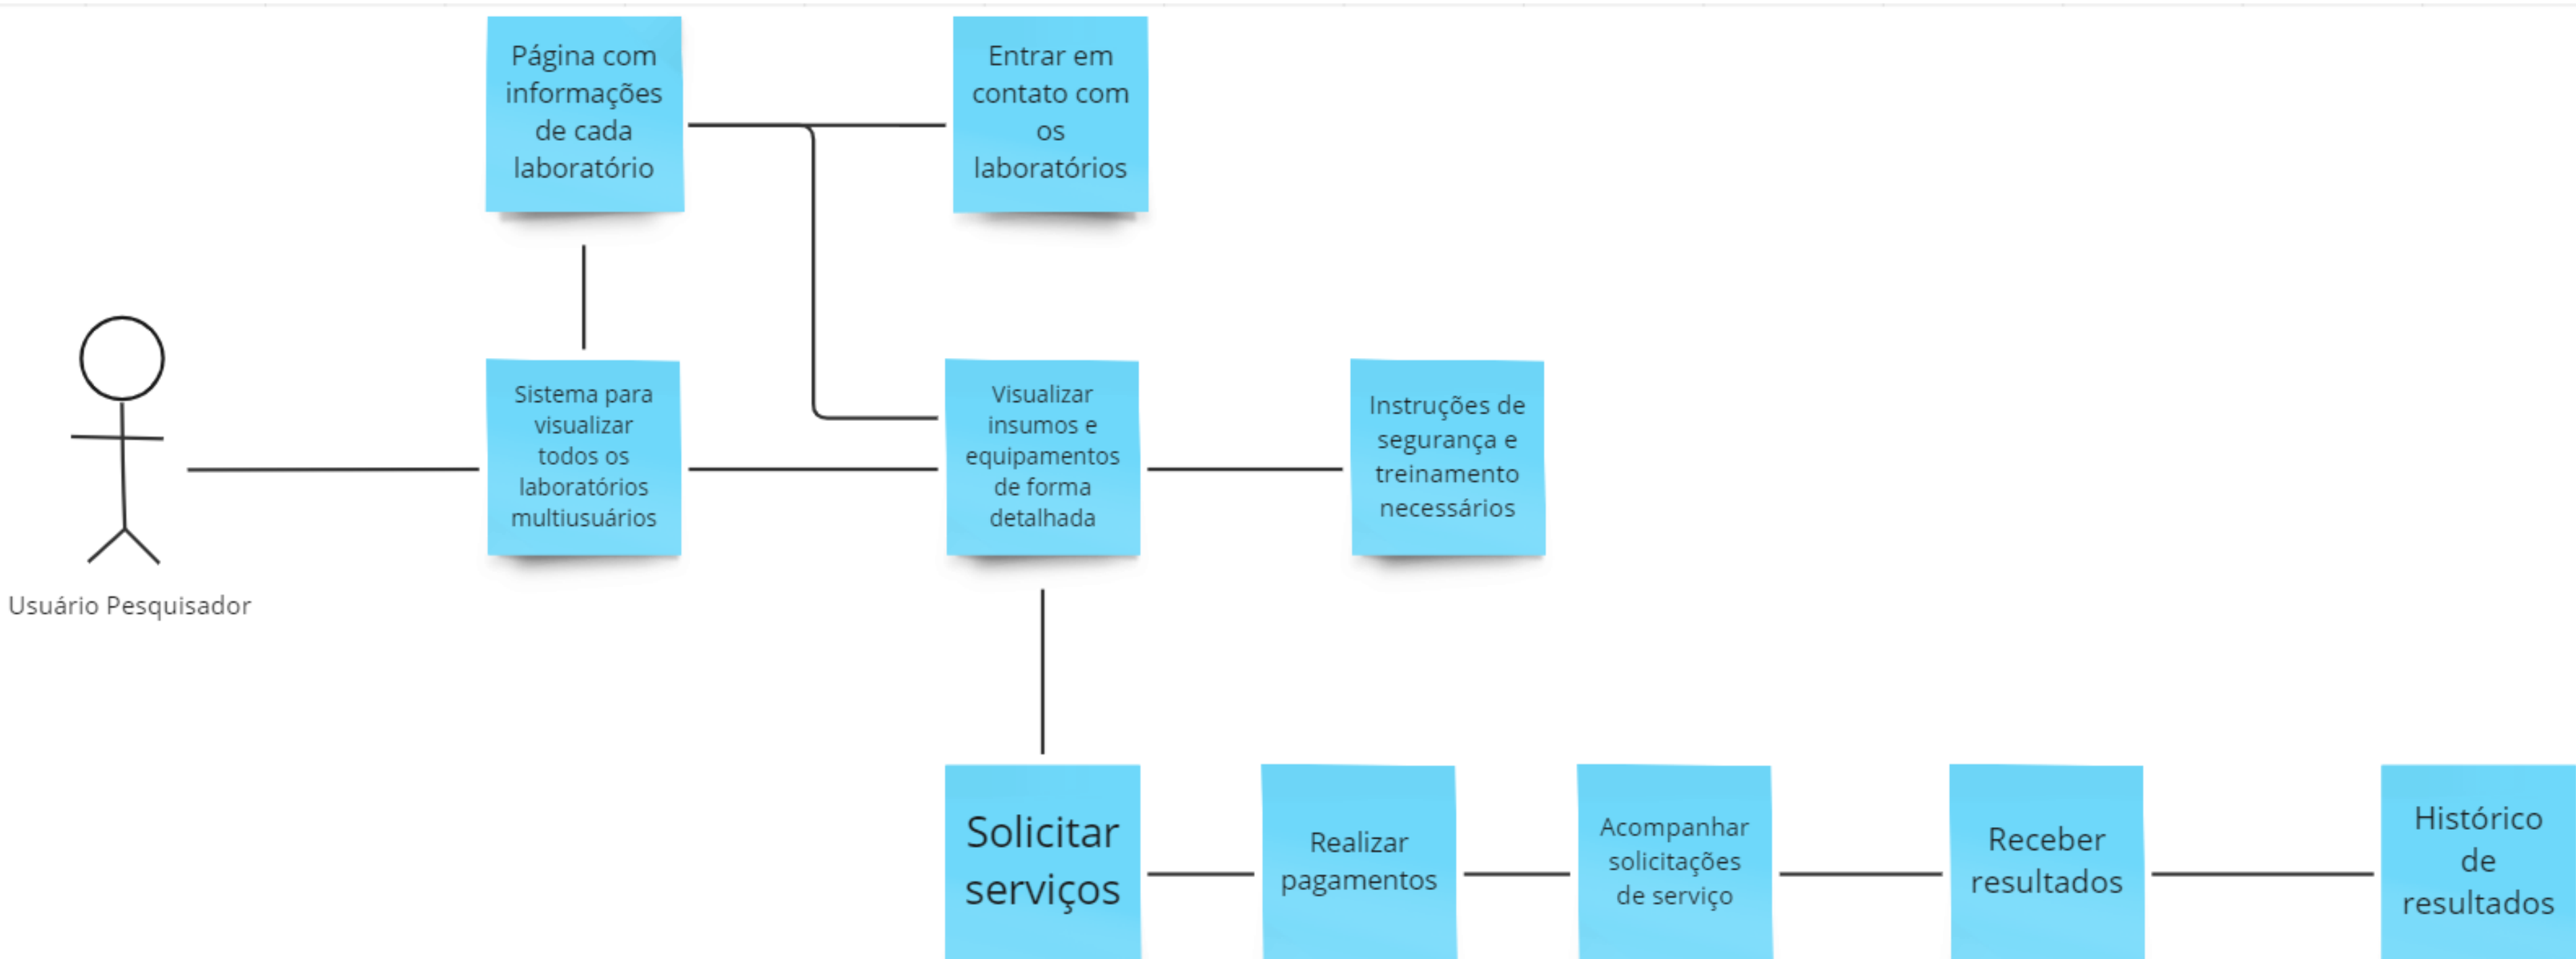 Página com
informações
de cada
laboratório
Entrar em
contato com
os
laboratórios
Sistema para
visualizar
todos os
laboratórios
multiusuários
Visualizar
insumos e
equipamentos
de forma
detalhada
Instruções de
segurança e
treinamento
necessários
Usuário Pesquisador
Solicitar
serviços
Realizar
pagamentos
Acompanhar
solicitações
de serviço
Receber
resultados
Histórico
de
resultados